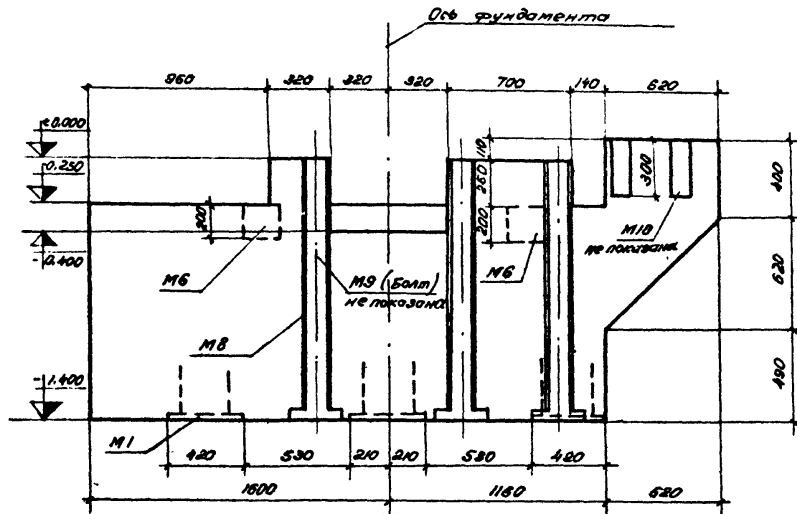 Ось фундамента
960 320 320 320 700 140 620
±0.000
-0.250
-0.400
-1.400
200
260 110
200
300
400
620
490
М6
М9 (Болт)
не показана
М6
М10
не показана
М8
М1
420 530 210 210 530 420
1600 1160 620